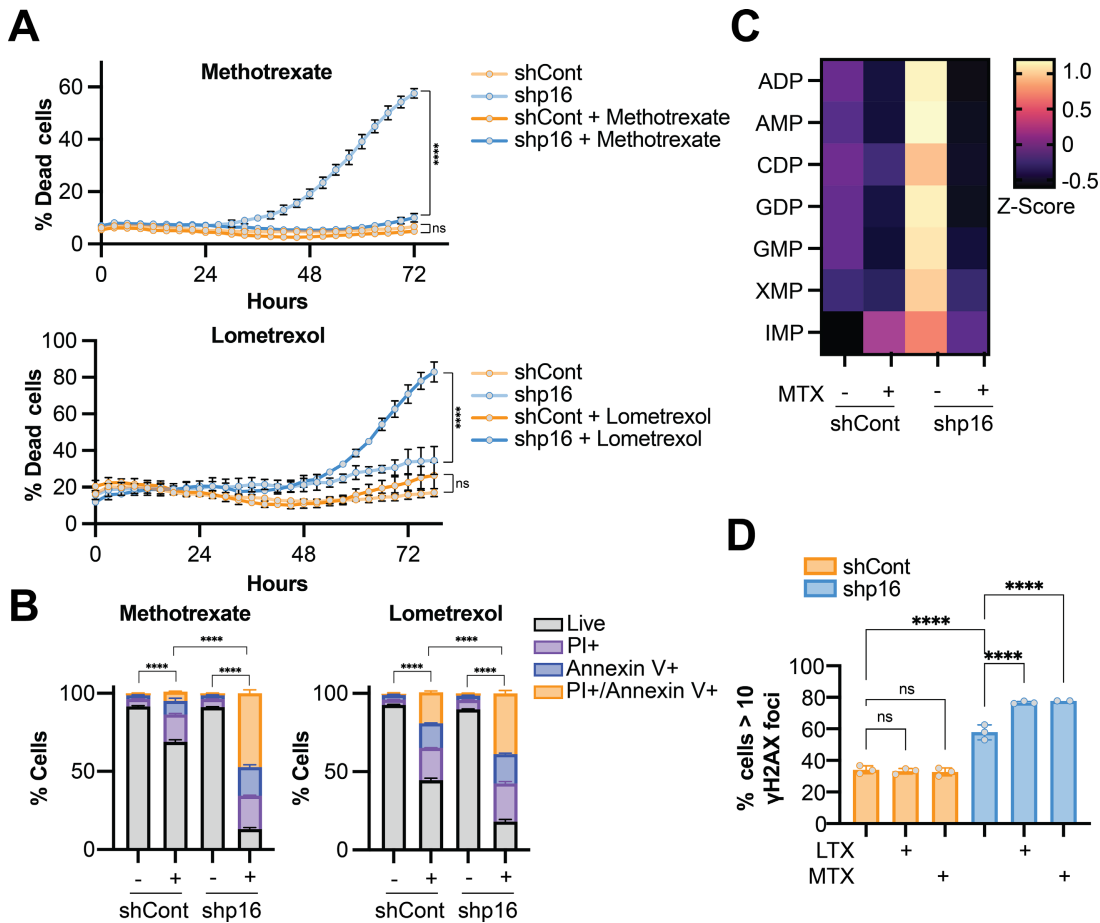 A
Methotrexate
% Dead cells
60
40
20
0
0 24 48 72
Hours
****
ns
shCont
shp16
shCont + Methotrexate
shp16 + Methotrexate
Lometrexol
% Dead cells
100
80
60
40
20
0
0 24 48 72
Hours
****
ns
shCont
shp16
shCont + Lometrexol
shp16 + Lometrexol
B
Methotrexate
% Cells
100
50
0
****
**** ****
- + - +
shCont shp16
Lometrexol
% Cells
100
50
0
****
**** ****
- + - +
shCont shp16
Live
PI+
Annexin V+
PI+/Annexin V+
C
ADP
AMP
CDP
GDP
GMP
XMP
IMP
MTX - + - +
shCont shp16
1.0
0.5
0
-0.5
Z-Score
D
shCont
shp16
% cells > 10
γH2AX foci
100
80
60
40
20
0
****
****
****
ns
ns
LTX + +
MTX + +